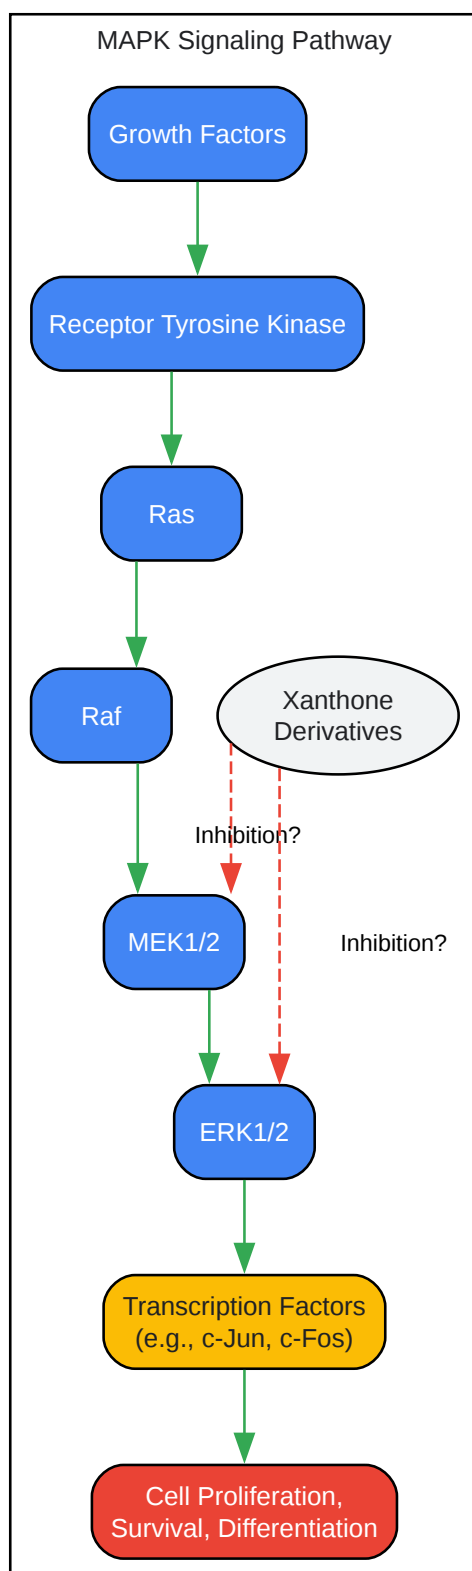 MAPK Signaling Pathway
Growth Factors
Receptor Tyrosine Kinase
Ras
Raf
Xanthone
Derivatives
Inhibition?
MEK1/2
Inhibition?
ERK1/2
Transcription Factors
(e.g., c-Jun, c-Fos)
Cell Proliferation,
Survival, Differentiation